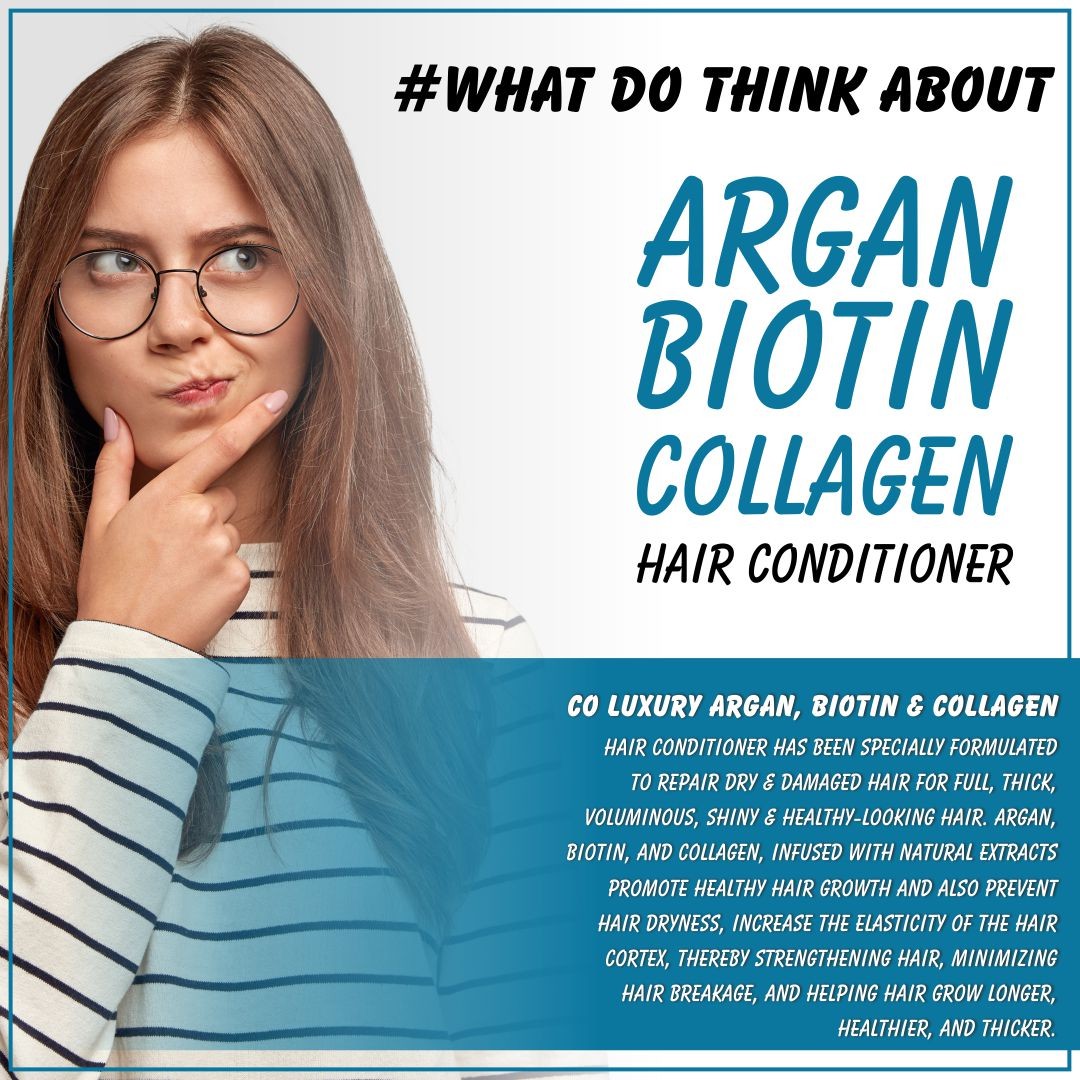 #WHAT DO THINK ABOUT
ARGAN
BIOTIN
COLLAGEN
HAIR CONDITIONER
CO LUXURY ARGAN, BIOTIN & COLLAGEN
HAIR CONDITIONER HAS BEEN SPECIALLY FORMULATED
TO REPAIR DRY & DAMAGED HAIR FOR FULL, THICK,
VOLUMINOUS, SHINY & HEALTHY-LOOKING HAIR. ARGAN,
BIOTIN, AND COLLAGEN, INFUSED WITH NATURAL EXTRACTS
PROMOTE HEALTHY HAIR GROWTH AND ALSO PREVENT
HAIR DRYNESS, INCREASE THE ELASTICITY OF THE HAIR
CORTEX, THEREBY STRENGTHENING HAIR, MINIMIZING
HAIR BREAKAGE, AND HELPING HAIR GROW LONGER,
HEALTHIER, AND THICKER.